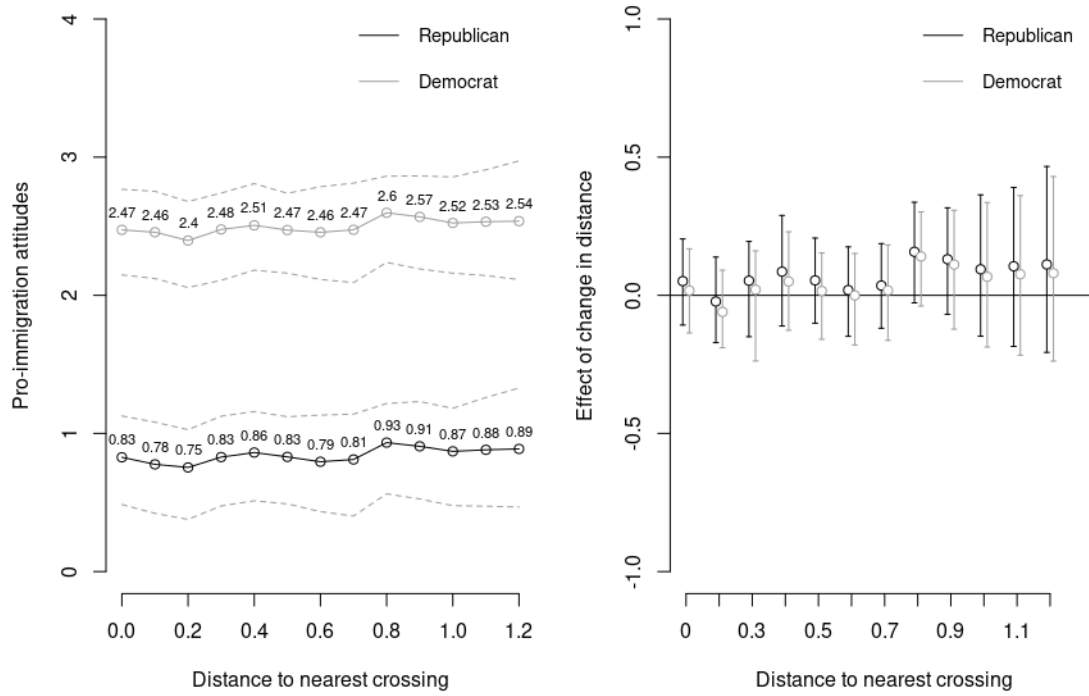 Republican
Democrat
4
3
2
1
0
Pro-immigration attitudes
2.47 2.46 2.4 2.48 2.51 2.47 2.46 2.47 2.6 2.57 2.52 2.53 2.54
0.83 0.78 0.75 0.83 0.86 0.83 0.79 0.81 0.93 0.91 0.87 0.88 0.89
0.0 0.2 0.4 0.6 0.8 1.0 1.2
Distance to nearest crossing
Republican
Democrat
1.0
0.5
0.0
-0.5
-1.0
Effect of change in distance
0 0.3 0.5 0.7 0.9 1.1
Distance to nearest crossing